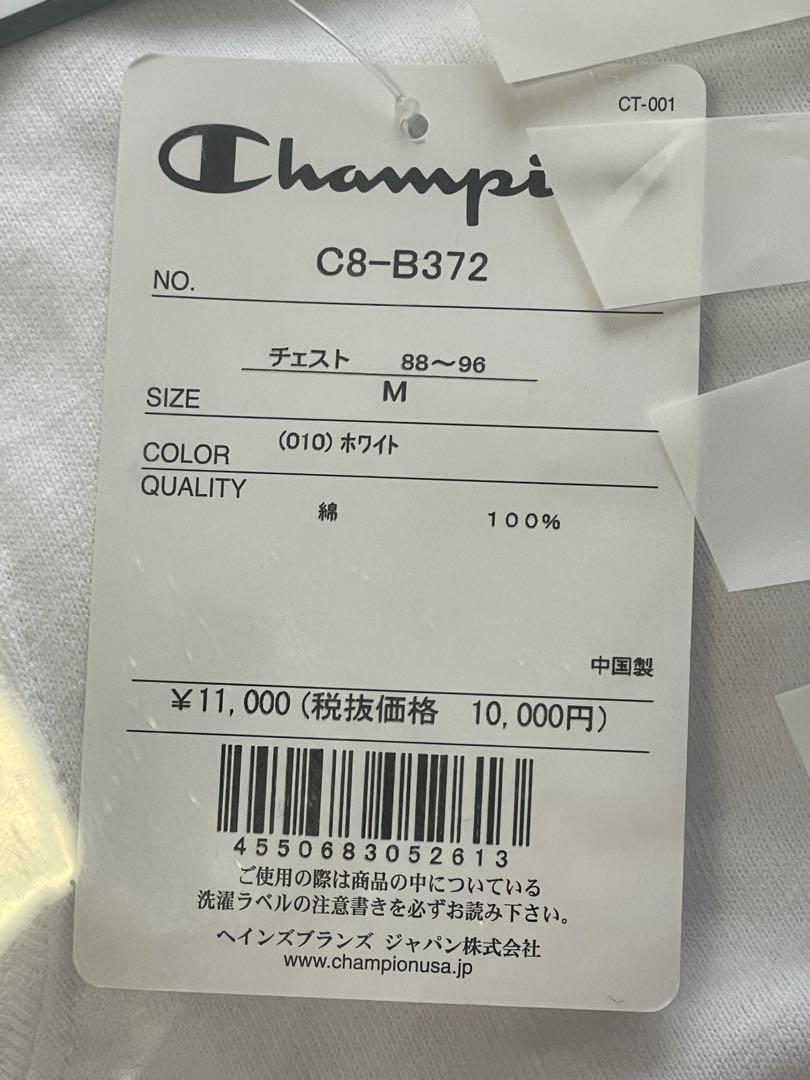 CT-001
Champi
NO. C8-B372
チェスト 88〜96
SIZE M
COLOR (010) ホワイト
QUALITY
綿 100%
中国製
¥11,000 (税抜価格 10,000円)
4550683052613
ご使用の際は商品の中についている
洗濯ラベルの注意書きを必ずお読み下さい。
ヘインズブランズ ジャパン株式会社
www.championusa.jp